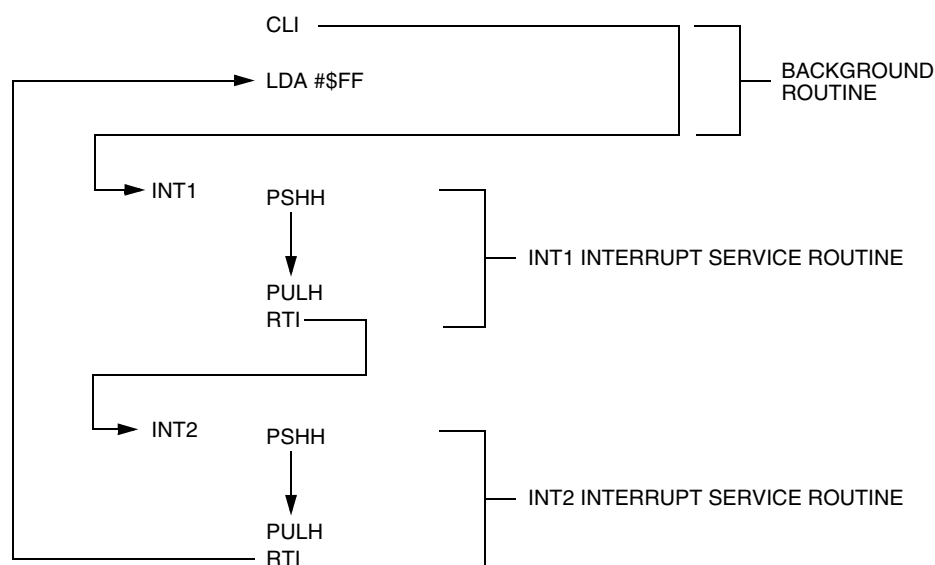 CLI
LDA #$FF
BACKGROUND
ROUTINE
INT1
PSHH
INT1 INTERRUPT SERVICE ROUTINE
PULH
RTI
INT2
PSHH
INT2 INTERRUPT SERVICE ROUTINE
PULH
RTI